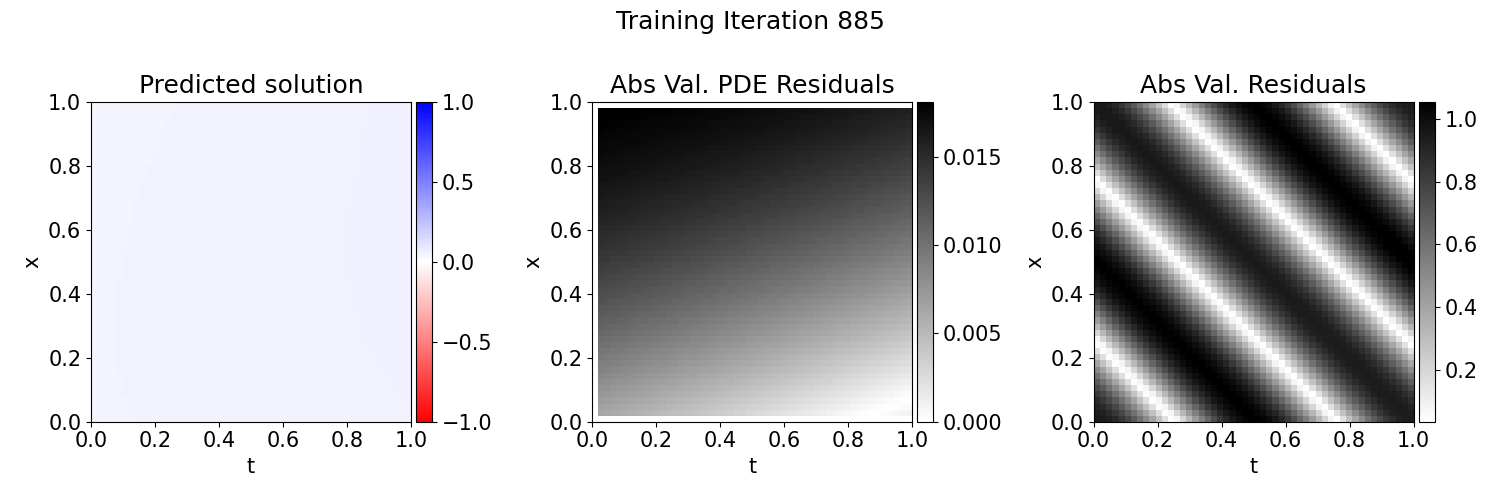 Training Iteration 885
Predicted solution
Abs Val. PDE Residuals
Abs Val. Residuals
1.0
0.8
0.6
0.4
0.2
0.0
x
0.0 0.2 0.4 0.6 0.8 1.0
t
1.0
0.5
0.0
−0.5
−1.0
1.0
0.8
0.6
0.4
0.2
0.0
x
0.0 0.2 0.4 0.6 0.8 1.0
t
0.015
0.010
0.005
0.000
1.0
0.8
0.6
0.4
0.2
0.0
x
0.0 0.2 0.4 0.6 0.8 1.0
t
1.0
0.8
0.6
0.4
0.2